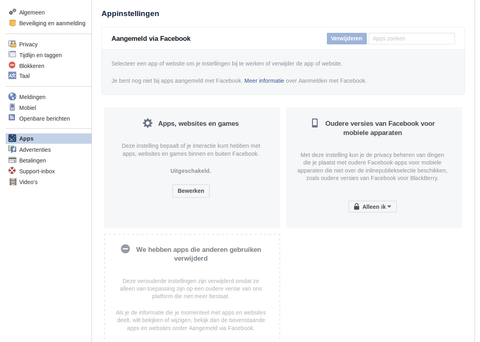 Algemeen
Beveiliging en aanmelding
Privacy
Tijdlijn en taggen
Blokkeren
Taal
Meldingen
Mobiel
Openbare berichten
Apps
Advertenties
Betalingen
Support-inbox
Video's
Appinstellingen
Aangemeld via Facebook
Verwijderen
Apps zoeken
Selecteer een app of website om je instellingen bij te werken of verwijder de app of website.
Je bent nog niet bij apps aangemeld met Facebook. Meer informatie over Aanmelden met Facebook.
Apps, websites en games
Deze instelling bepaalt of je interactie kunt hebben met
apps, websites en games binnen en buiten Facebook.
Uitgeschakeld.
Bewerken
Oudere versies van Facebook voor
mobiele apparaten
Met deze instelling kun je de privacy beheren van dingen
die je plaatst met oudere Facebook-apps voor mobiele
apparaten die niet over de inlinepubliekselectie beschikken,
zoals oudere versies van Facebook voor BlackBerry.
Alleen ik
We hebben apps die anderen gebruiken
verwijderd
Deze verouderde instellingen zijn verwijderd omdat ze
alleen van toepassing zijn op een oudere versie van ons
platform die niet meer bestaat.
Als je de informatie die je momenteel met apps en websites
deelt, wilt bekijken of wijzigen, bekijk dan de bovenstaande
apps en websites onder Aangemeld via Facebook.